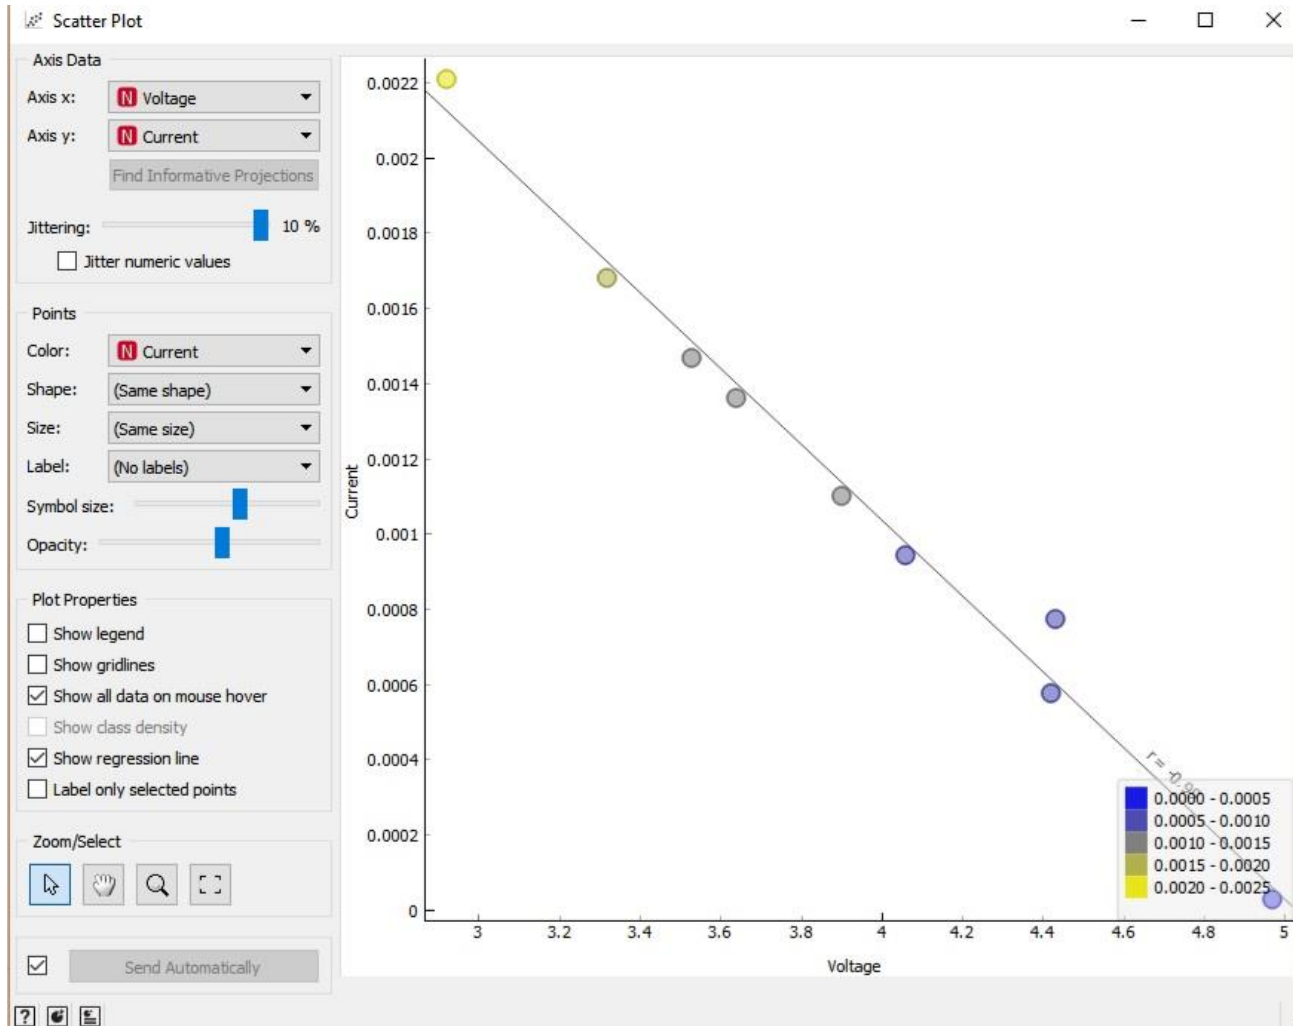 Scatter Plot
Axis Data
Axis x: N Voltage
Axis y: N Current
Find Informative Projections
Jittering: 10 %
Jitter numeric values
Points
Color: N Current
Shape: (Same shape)
Size: (Same size)
Label: (No labels)
Symbol size:
Opacity:
Plot Properties
Show legend
Show gridlines
Show all data on mouse hover
Show class density
Show regression line
Label only selected points
Zoom/Select
Send Automatically
?
Current
0.0022
0.002
0.0018
0.0016
0.0014
0.0012
0.001
0.0008
0.0006
0.0004
0.0002
0
r =
0.0000 - 0.0005
0.0005 - 0.0010
0.0010 - 0.0015
0.0015 - 0.0020
0.0020 - 0.0025
3 3.2 3.4 3.6 3.8 4 4.2 4.4 4.6 4.8 5
Voltage